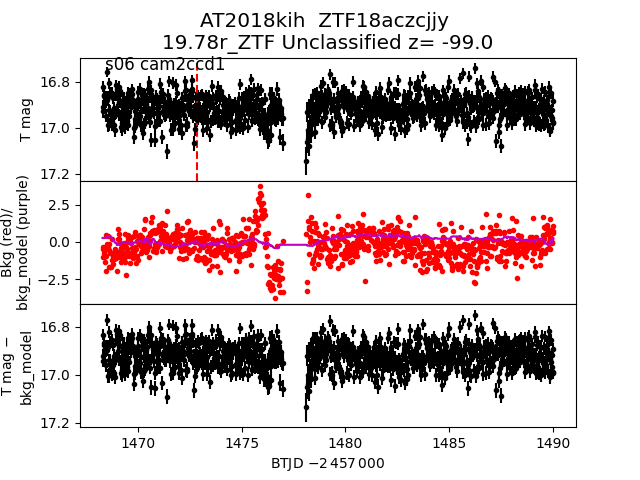 AT2018kih  ZTF18aczcjjy
19.78r_ZTF Unclassified z= -99.0
s06 cam2ccd1
T mag
16.8
17.0
17.2
Bkg (red)/
bkg_model (purple)
2.5
0.0
−2.5
T mag −
bkg_model
16.8
17.0
17.2
1470
1475
1480
1485
1490
BTJD −2 457 000